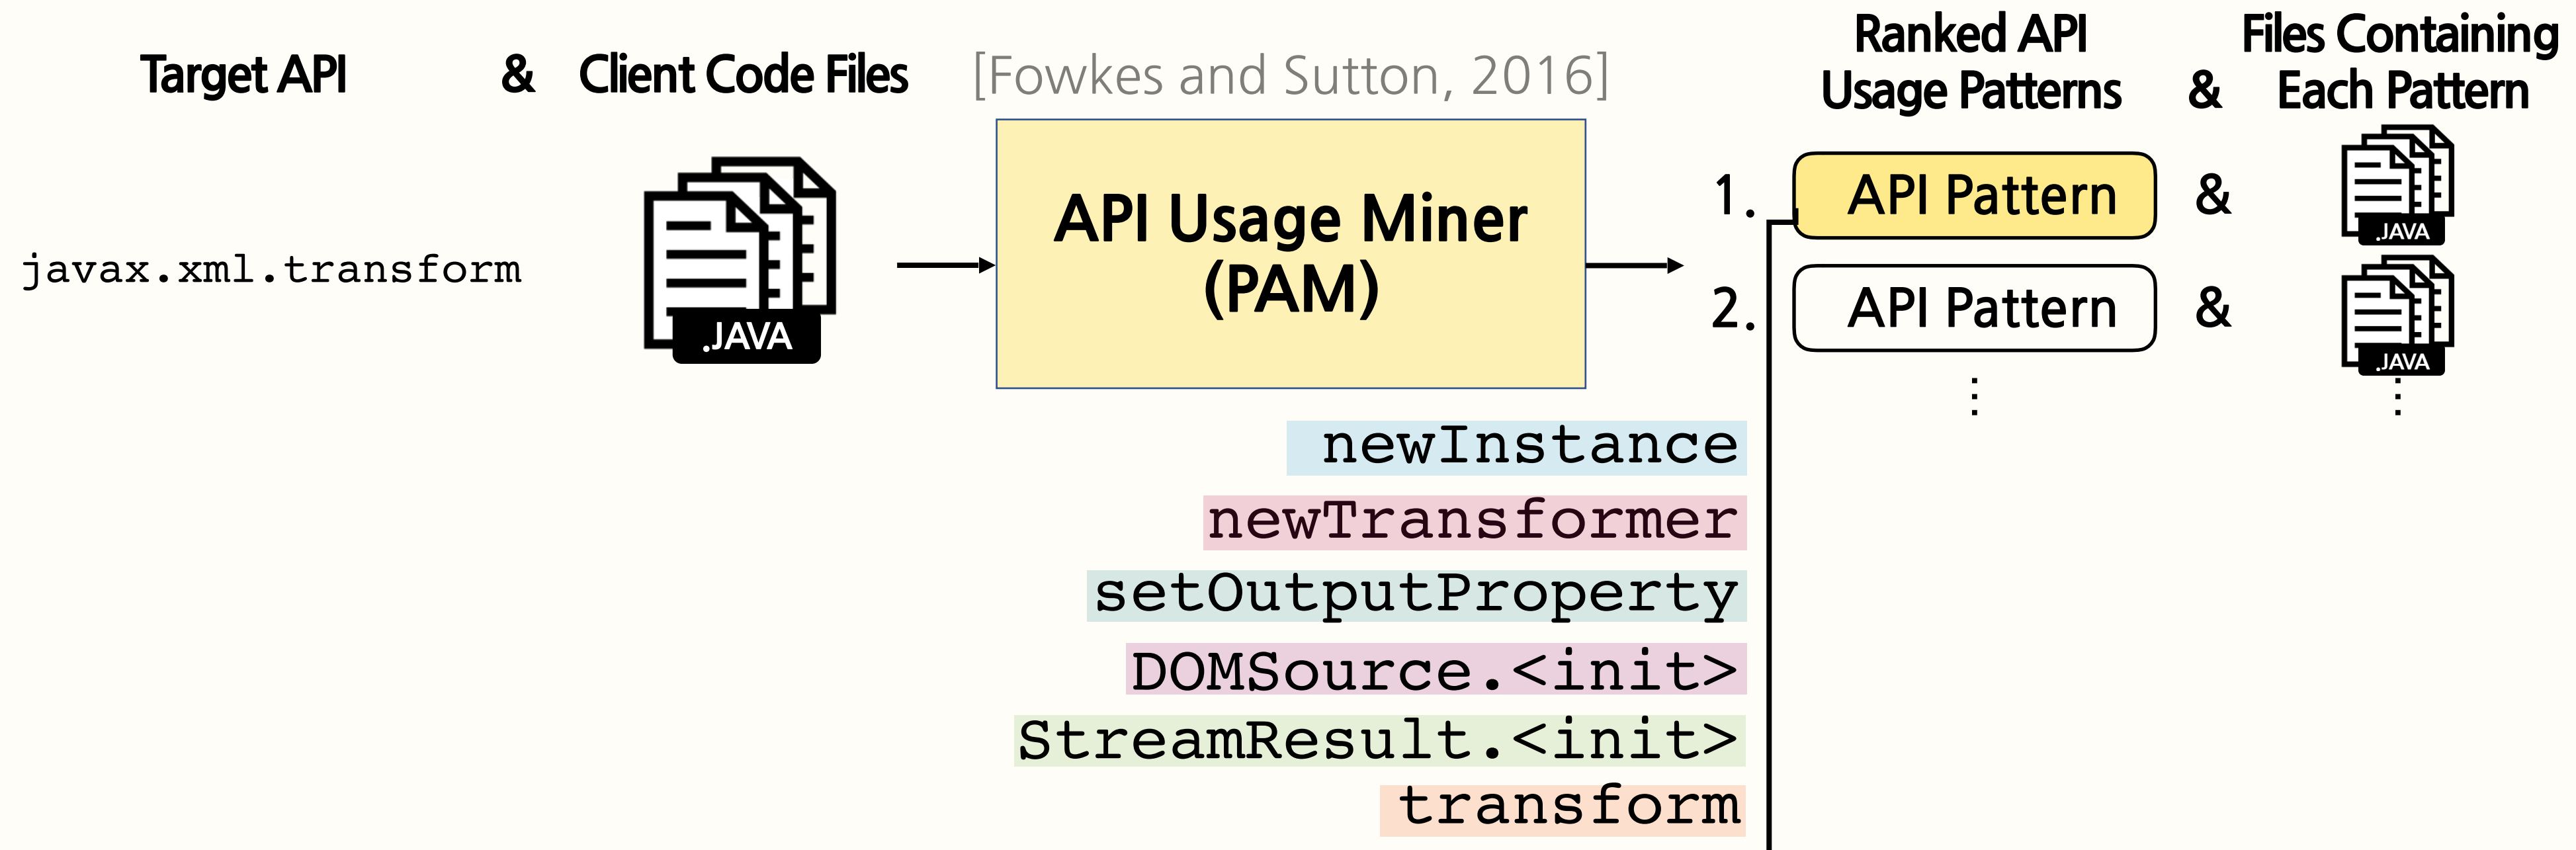 Target API & Client Code Files
[Fowkes and Sutton, 2016]
Ranked API
Usage Patterns
&
Files Containing
Each Pattern
javax.xml.transform
.JAVA
API Usage Miner
(PAM)
1. API Pattern &
.JAVA
2. API Pattern &
.JAVA
newInstance
newTransformer
setOutputProperty
DOMSource.<init>
StreamResult.<init>
transform